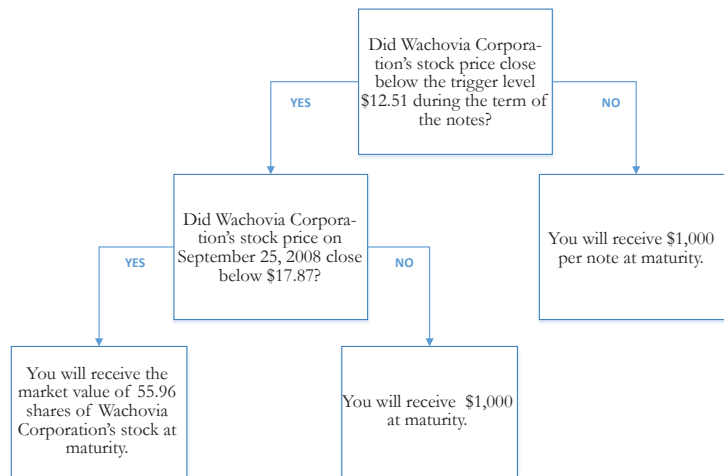 Did Wachovia Corpora-
tion's stock price close
below the trigger level
$12.51 during the term of
the notes?
YES
NO
Did Wachovia Corpora-
tion's stock price on
September 25, 2008 close
below $17.87?
You will receive $1,000
per note at maturity.
YES
NO
You will receive the
market value of 55.96
shares of Wachovia
Corporation's stock at
maturity.
You will receive $1,000
at maturity.